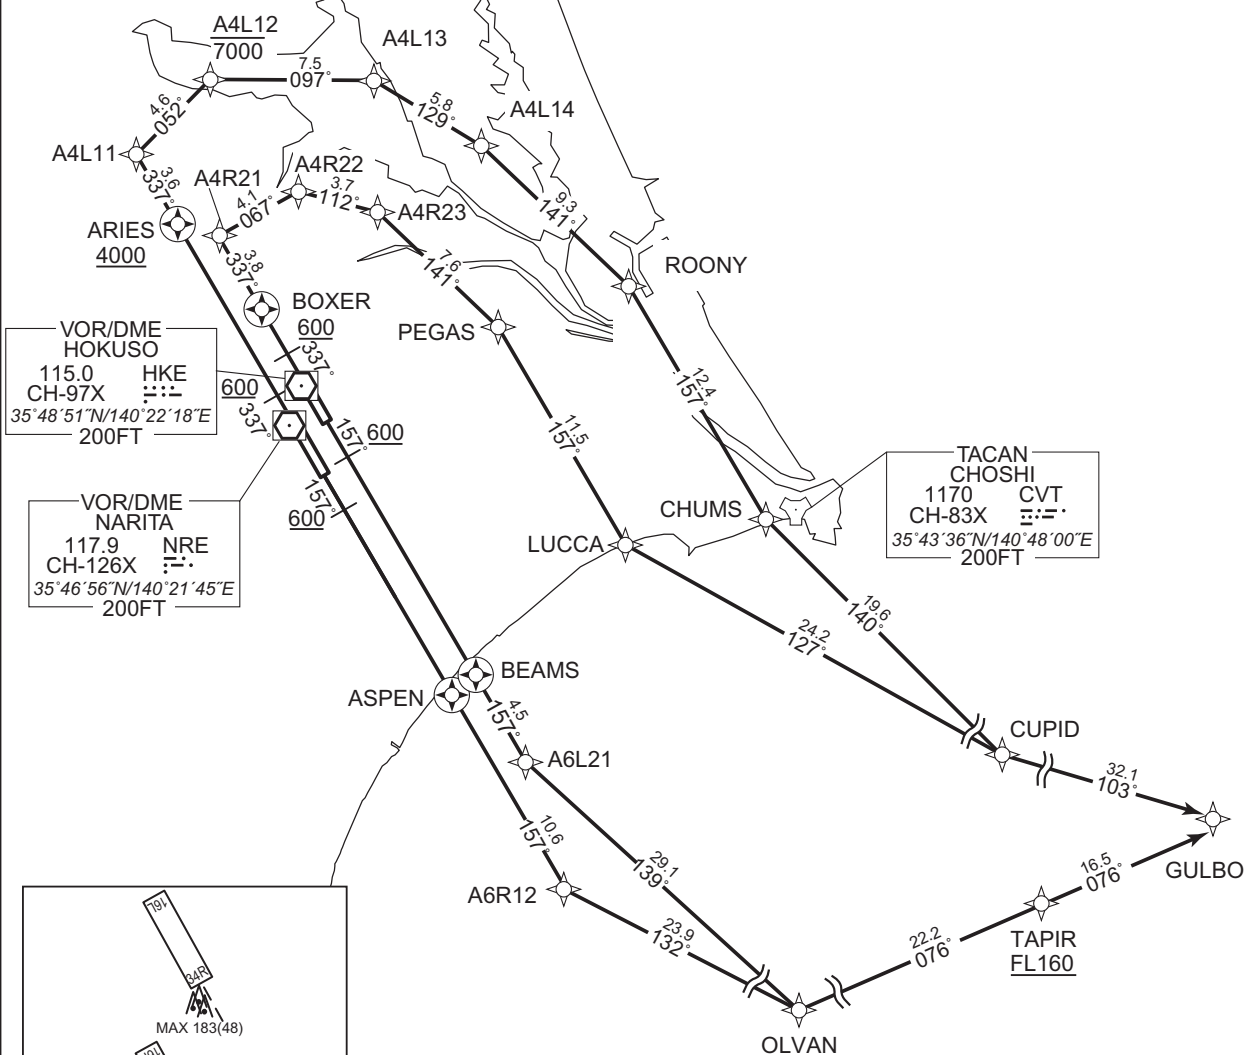 A4L12
7000
A4L13
7.5
097°
5.8
129°
A4L14
4.6
052°
A4L11
3.6
337°
A4R22
A4R21
3.7
112°
4.1
067°
A4R23
9.3
141°
ARIES
4000
3.8
337°
7.6
141°
ROONY
BOXER
600
PEGAS
337°
VOR/DME
HOKUSO
115.0 HKE
CH-97X
35°48´51˝N/140°22´18˝E
200FT
600
337°
157°
600
12.4
157°
11.5
157°
TACAN
CHOSHI
1170 CVT
CH-83X
35°43´36˝N/140°48´00˝E
200FT
VOR/DME
NARITA
117.9 NRE
CH-126X
35°46´56˝N/140°21´45˝E
200FT
157°
600
CHUMS
LUCCA
19.6
140°
24.2
127°
BEAMS
ASPEN
4.5
157°
CUPID
A6L21
32.1
103°
10.6
157°
29.1
139°
GULBO
16.5
076°
A6R12
23.9
132°
22.2
076°
TAPIR
FL160
OLVAN
16L
34R
MAX 183(48)